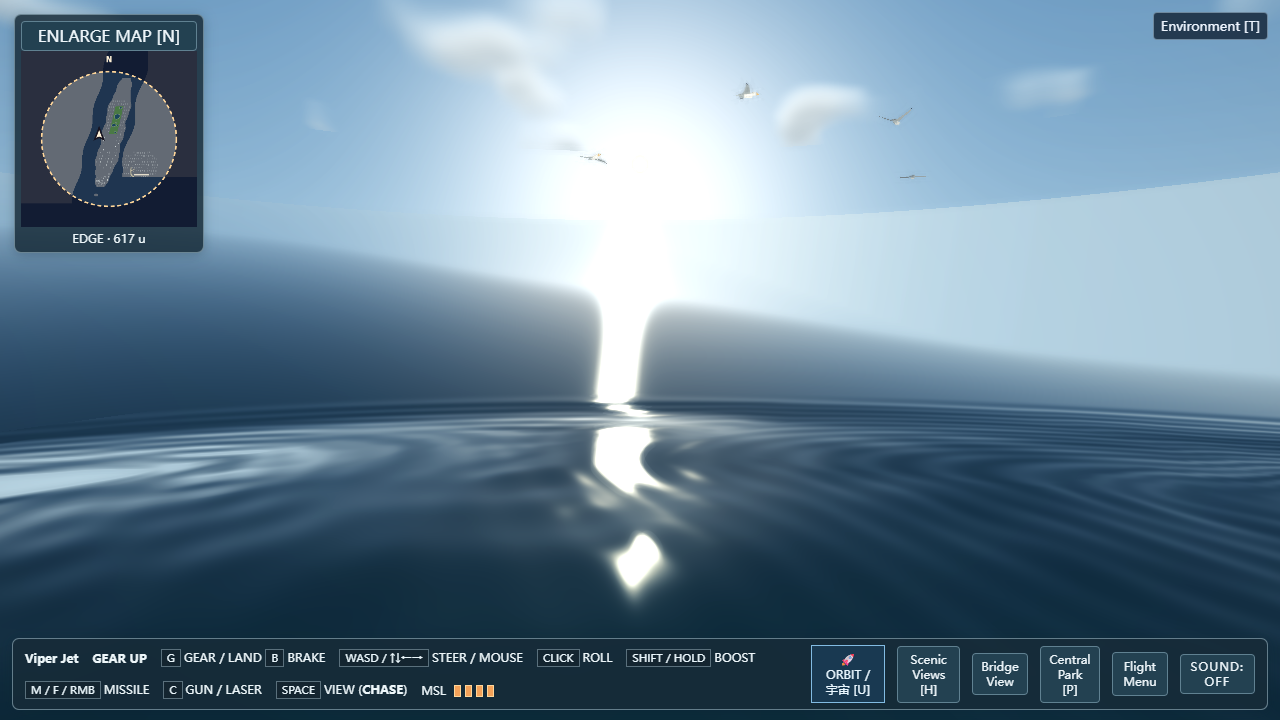 ENLARGE MAP [N]
N
EDGE · 617 u
Environment [T]
Viper Jet GEAR UP G GEAR / LAND B BRAKE WASD / ↑↓←→ STEER / MOUSE CLICK ROLL SHIFT / HOLD BOOST
M / F / RMB MISSILE C GUN / LASER SPACE VIEW (CHASE) MSL
🚀
ORBIT /
宇宙 [U]
Scenic
Views
[H]
Bridge
View
Central
Park
[P]
Flight
Menu
SOUND:
OFF